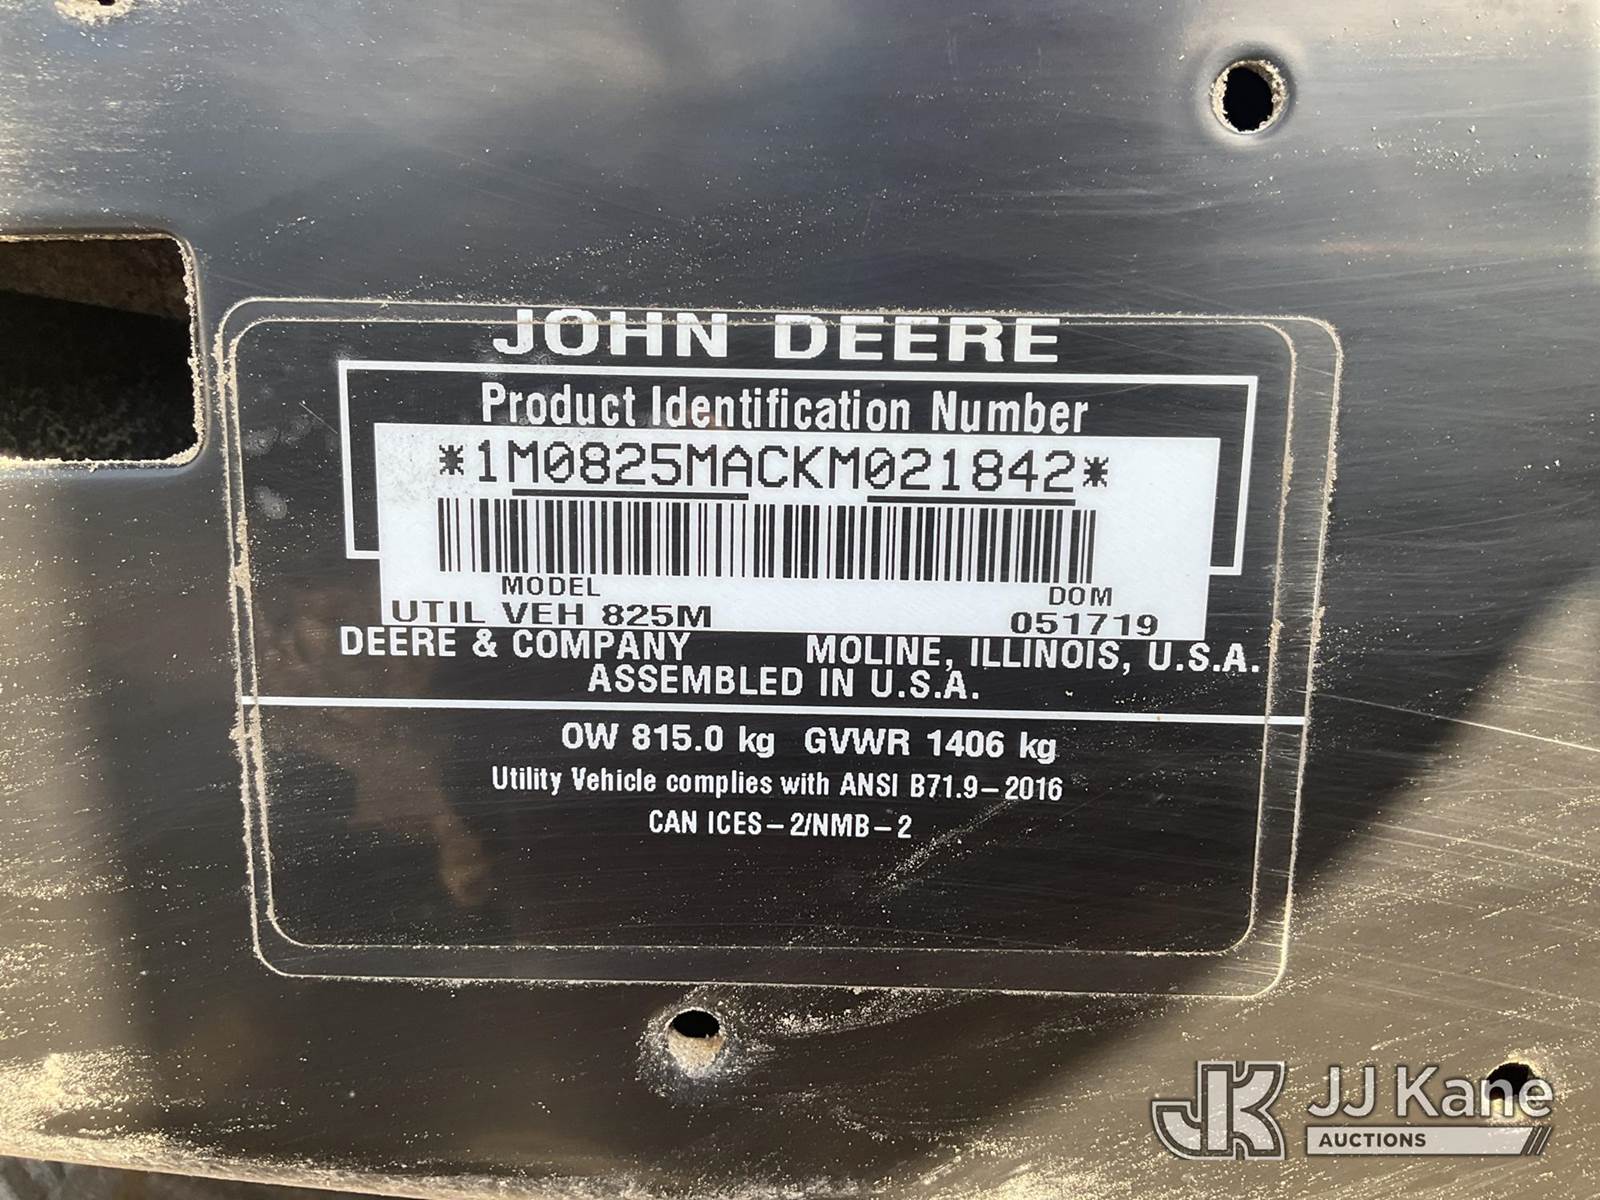 JOHN DEERE
Product Identification Number
*1M0825MACKM021842*
MODEL DOM
UTIL VEH 825M 051719
DEERE & COMPANY MOLINE, ILLINOIS, U.S.A.
ASSEMBLED IN U.S.A.
OW 815.0 kg GVWR 1406 kg
Utility Vehicle complies with ANSI B71.9-2016
CAN ICES-2/NMB-2
JK JJ Kane
AUCTIONS